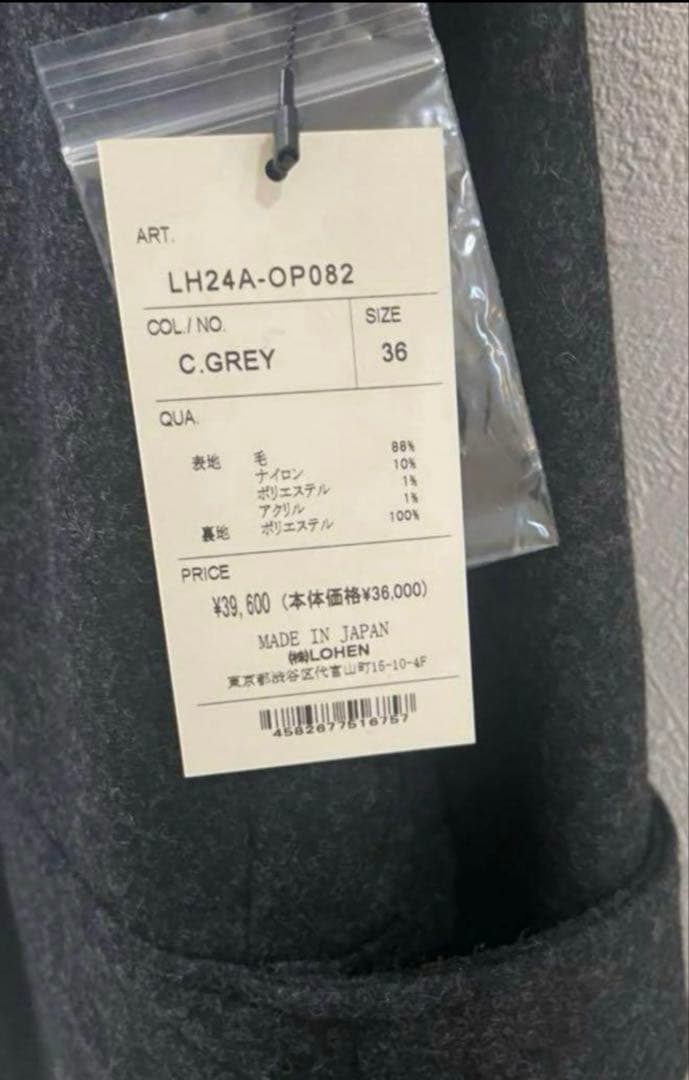 ART.
LH24A-OP082
COL./NO. SIZE
C.GREY 36
QUA.
表地 毛 88%
ナイロン 10%
ポリエステル 1%
アクリル 1%
裏地 ポリエステル 100%
PRICE
¥39,600 (本体価格¥36,000)
MADE IN JAPAN
㈱LOHEN
東京都渋谷区代官山町15-10-4F
4582677516757